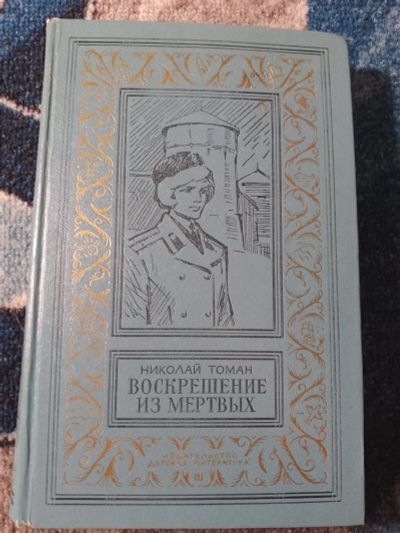 НИКОЛАЙ ТОМАН
ВОСКРЕШЕНИЕ
ИЗ МЕРТВЫХ
ИЗДАТЕЛЬСТВО
"ДЕТСКАЯ ЛИТЕРАТУРА"